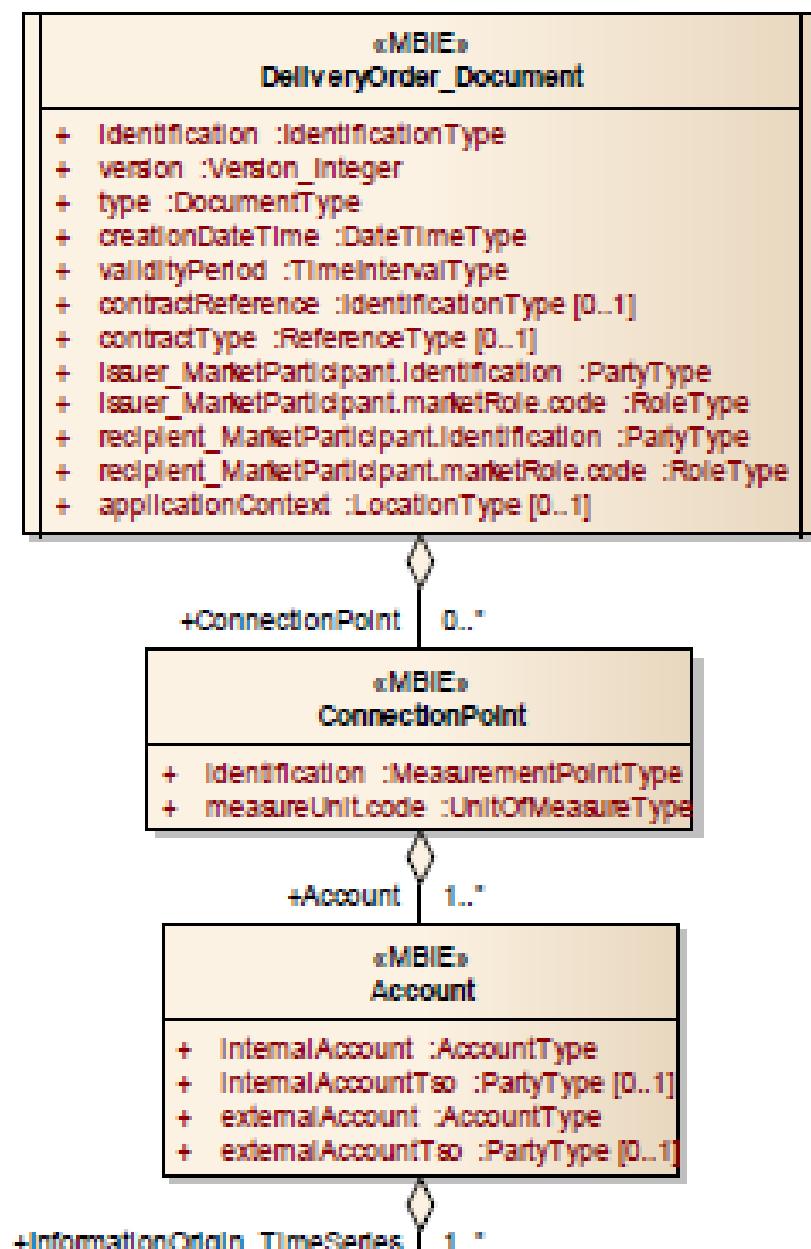 «MBIE»
DeliveryOrder_Document
+ identification :IdentificationType
+ version :Version_Integer
+ type :DocumentType
+ creationDateTime :DateTimeType
+ validityPeriod :TimeIntervalType
+ contractReference :IdentificationType [0..1]
+ contractType :ReferenceType [0..1]
+ issuer_MarketParticipant.identification :PartyType
+ issuer_MarketParticipant.marketRole.code :RoleType
+ recipient_MarketParticipant.identification :PartyType
+ recipient_MarketParticipant.marketRole.code :RoleType
+ applicationContext :LocationType [0..1]
+ConnectionPoint 0..*
«MBIE»
ConnectionPoint
+ identification :MeasurementPointType
+ measureUnit.code :UnitOfMeasureType
+Account 1..*
«MBIE»
Account
+ internalAccount :AccountType
+ internalAccountTso :PartyType [0..1]
+ externalAccount :AccountType
+ externalAccountTso :PartyType [0..1]
+InformationOrigin_TimeSeries 1..*